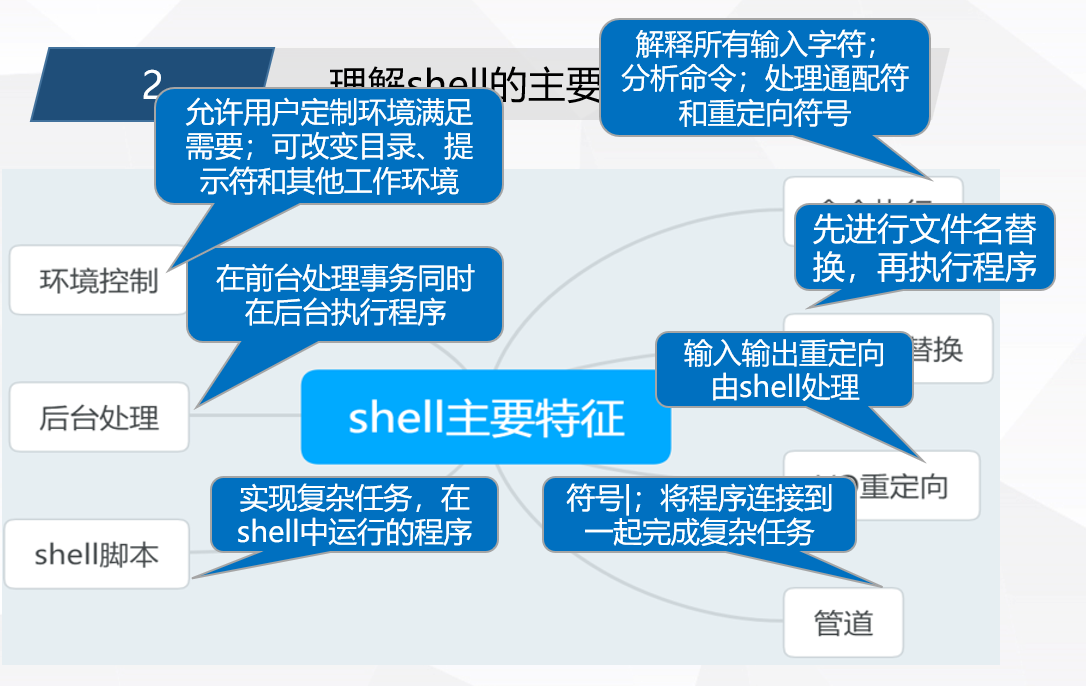 2
理解shell的主要
解释所有输入字符；
分析命令；处理通配符
和重定向符号
允许用户定制环境满足
需要；可改变目录、提
示符和其他工作环境
先进行文件名替
换，再执行程序
环境控制
在前台处理事务同时
在后台执行程序
替换
输入输出重定向
由shell处理
后台处理
shell主要特征
重定向
实现复杂任务，在
shell中运行的程序
符号|；将程序连接到
一起完成复杂任务
shell脚本
管道